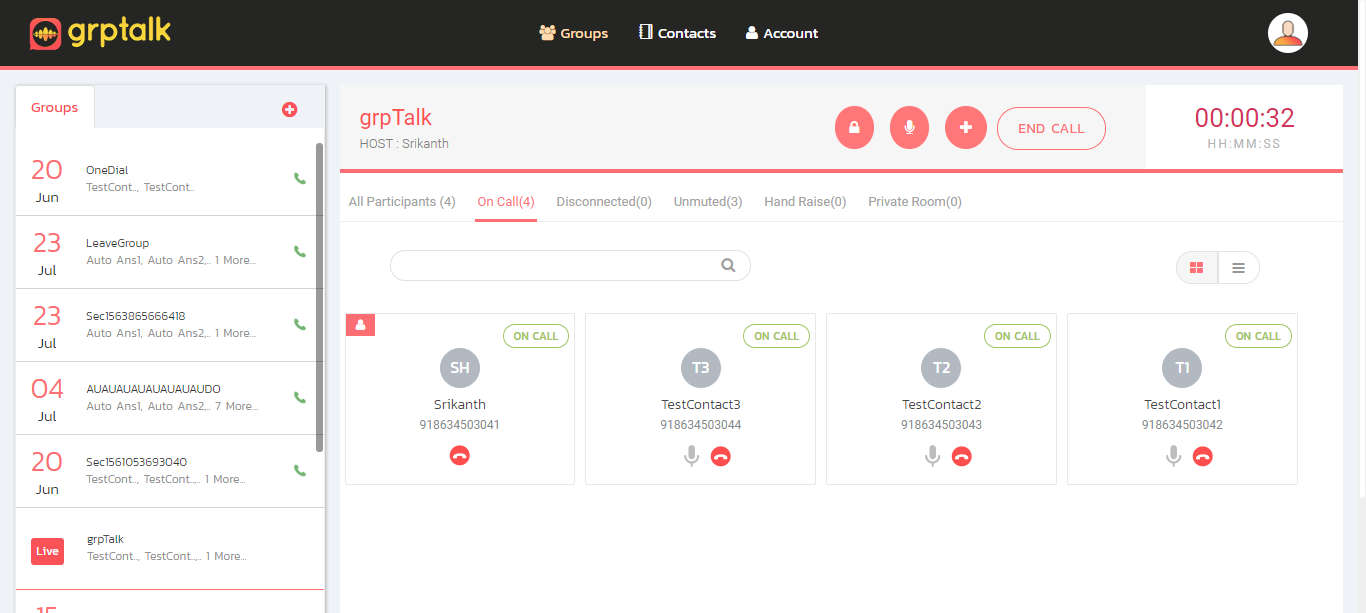 grptalk
Groups Contacts Account
Groups
20 Jun
OneDial
TestCont.., TestCont..
23 Jul
LeaveGroup
Auto Ans1, Auto Ans2,.. 1 More...
23 Jul
Sec1563865666418
Auto Ans1, Auto Ans2,.. 1 More...
04 Jul
AUAUAUAUAUAUAUAUDO
Auto Ans1, Auto Ans2,.. 7 More...
20 Jun
Sec1561053693040
TestCont.., TestCont..,.. 1 More...
Live
grpTalk
TestCont.., TestCont..,.. 1 More...
15
grpTalk
HOST : Srikanth
END CALL
00:00:32
HH:MM:SS
All Participants (4) On Call(4) Disconnected(0) Unmuted(3) Hand Raise(0) Private Room(0)
ON CALL
SH
Srikanth
918634503041
ON CALL
T3
TestContact3
918634503044
ON CALL
T2
TestContact2
918634503043
ON CALL
T1
TestContact1
918634503042